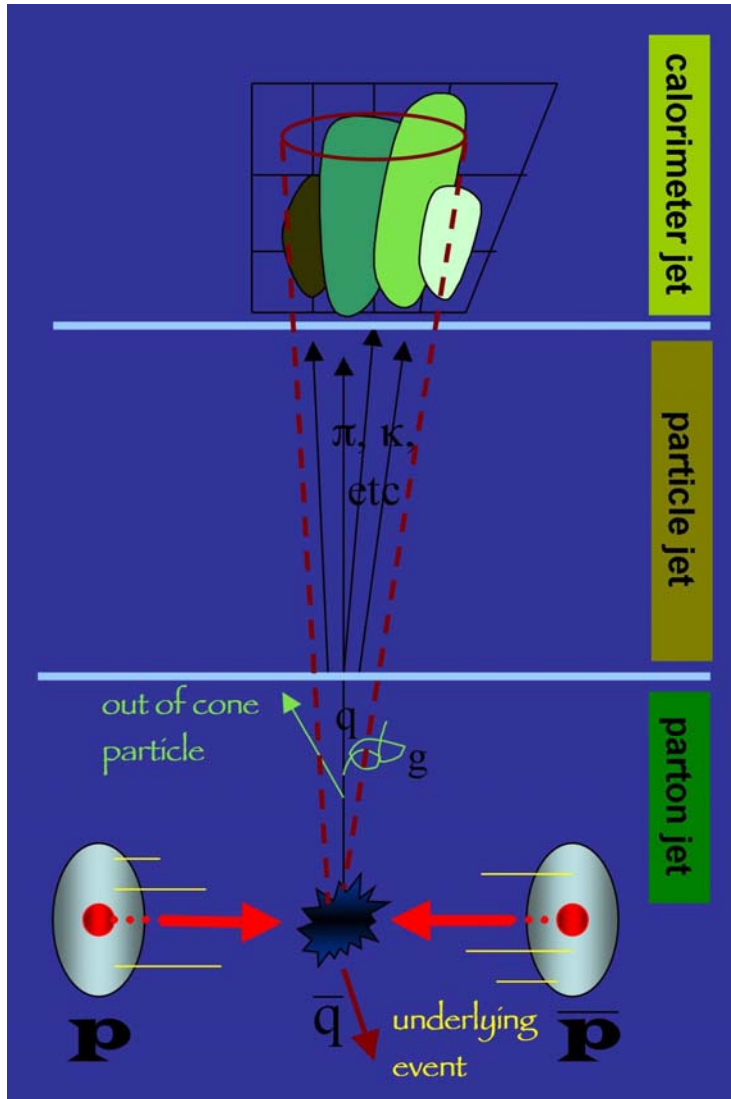 calorimeter jet
π, κ,
etc
particle jet
out of cone
particle
q
g
parton jet
p
q̅
underlying
event
p̅